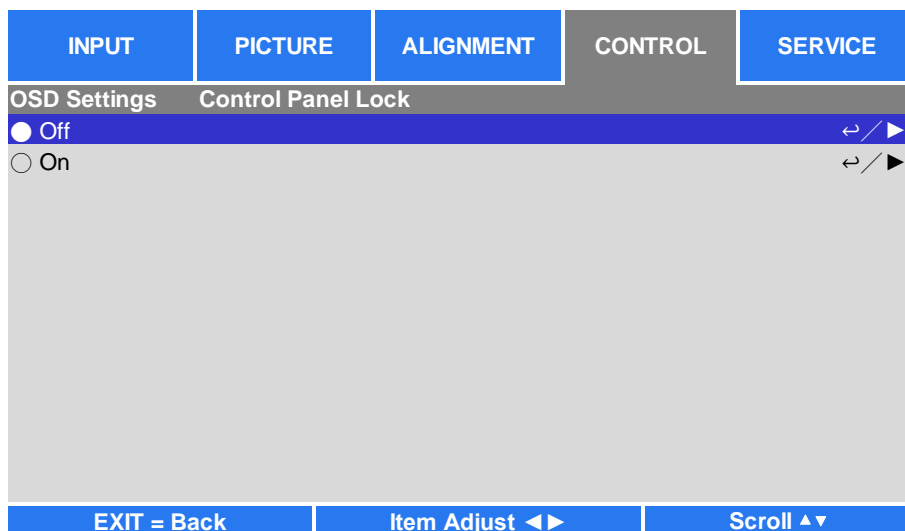 INPUT PICTURE ALIGNMENT CONTROL SERVICE
OSD Settings Control Panel Lock
Off ↩/▶
On ↩/▶
EXIT = Back Item Adjust ◀▶ Scroll ▲▼